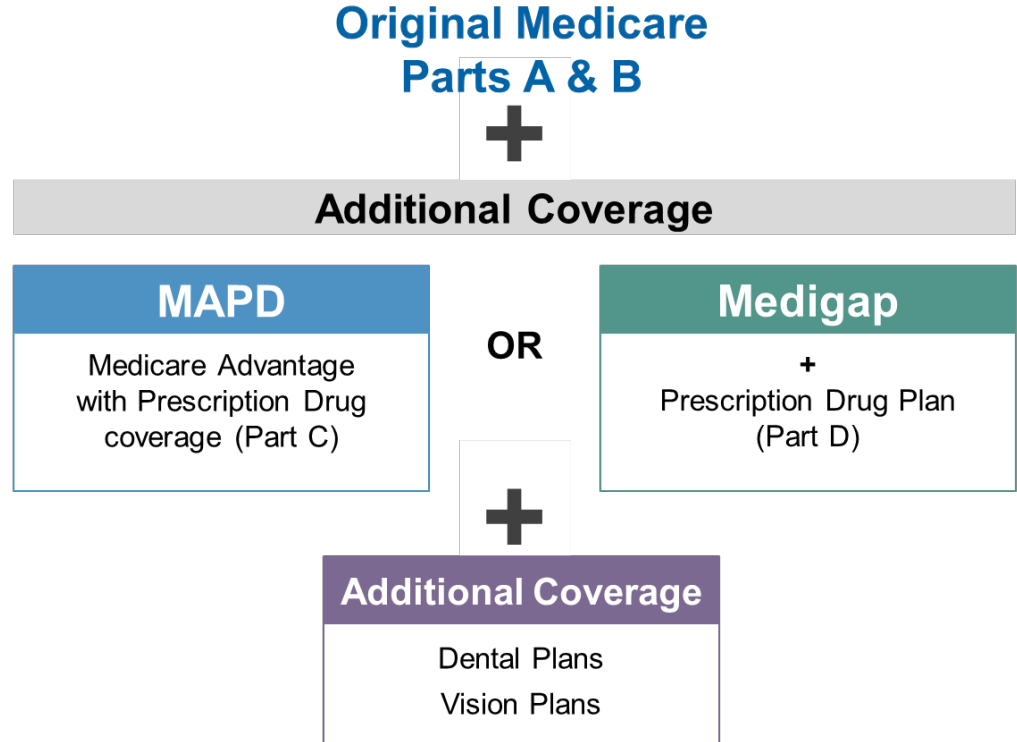 Original Medicare
Parts A & B
+
Additional Coverage
MAPD
Medicare Advantage
with Prescription Drug
coverage (Part C)
OR
Medigap
+
Prescription Drug Plan
(Part D)
+
Additional Coverage
Dental Plans
Vision Plans